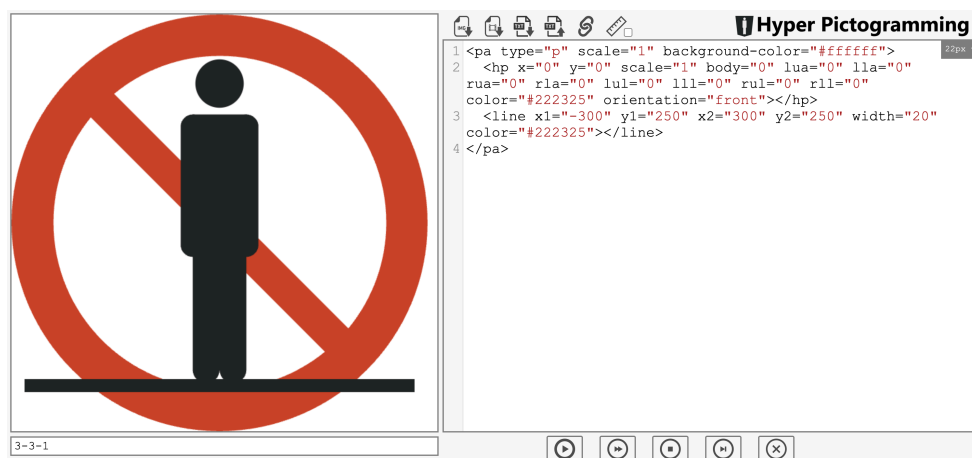 IMG TXT TXT
Hyper Pictogramming
22px
1 <pa type="p" scale="1" background-color="#ffffff">
2   <hp x="0" y="0" scale="1" body="0" lua="0" lla="0"
rua="0" rla="0" lul="0" lll="0" rul="0" rll="0"
color="#222325" orientation="front"></hp>
3   <line x1="-300" y1="250" x2="300" y2="250" width="20"
color="#222325"></line>
4 </pa>
3-3-1